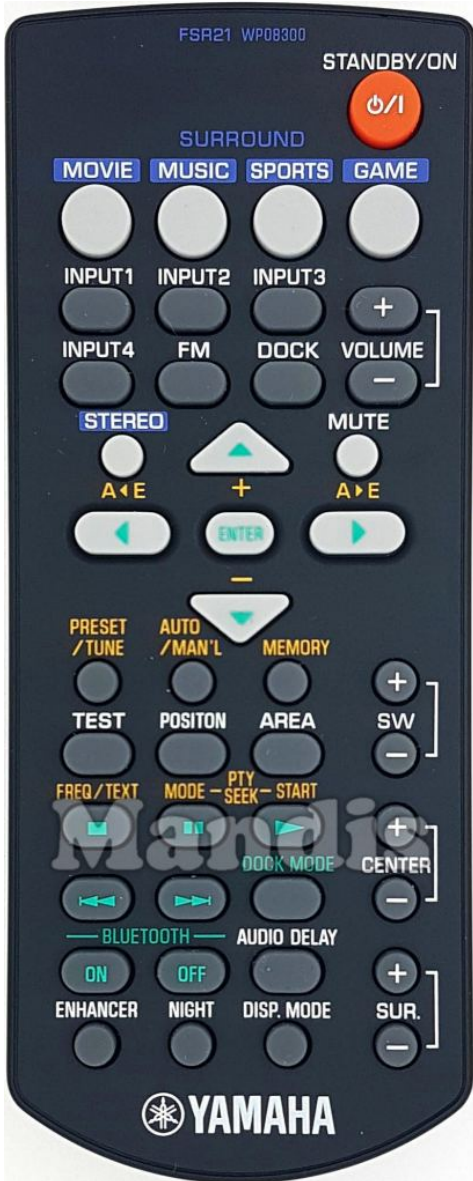 FSR21 WP08300
STANDBY/ON
⏻/I
SURROUND
MOVIE MUSIC SPORTS GAME
INPUT1 INPUT2 INPUT3
+
INPUT4 FM DOCK VOLUME
−
STEREO MUTE
A◄E + A►E
ENTER
−
PRESET /TUNE AUTO /MAN'L MEMORY
+
TEST POSITON AREA SW
−
FREQ/TEXT MODE – PTY SEEK – START
Mandis
+
DOCK MODE CENTER
−
BLUETOOTH AUDIO DELAY
ON OFF +
ENHANCER NIGHT DISP. MODE SUR.
−
YAMAHA